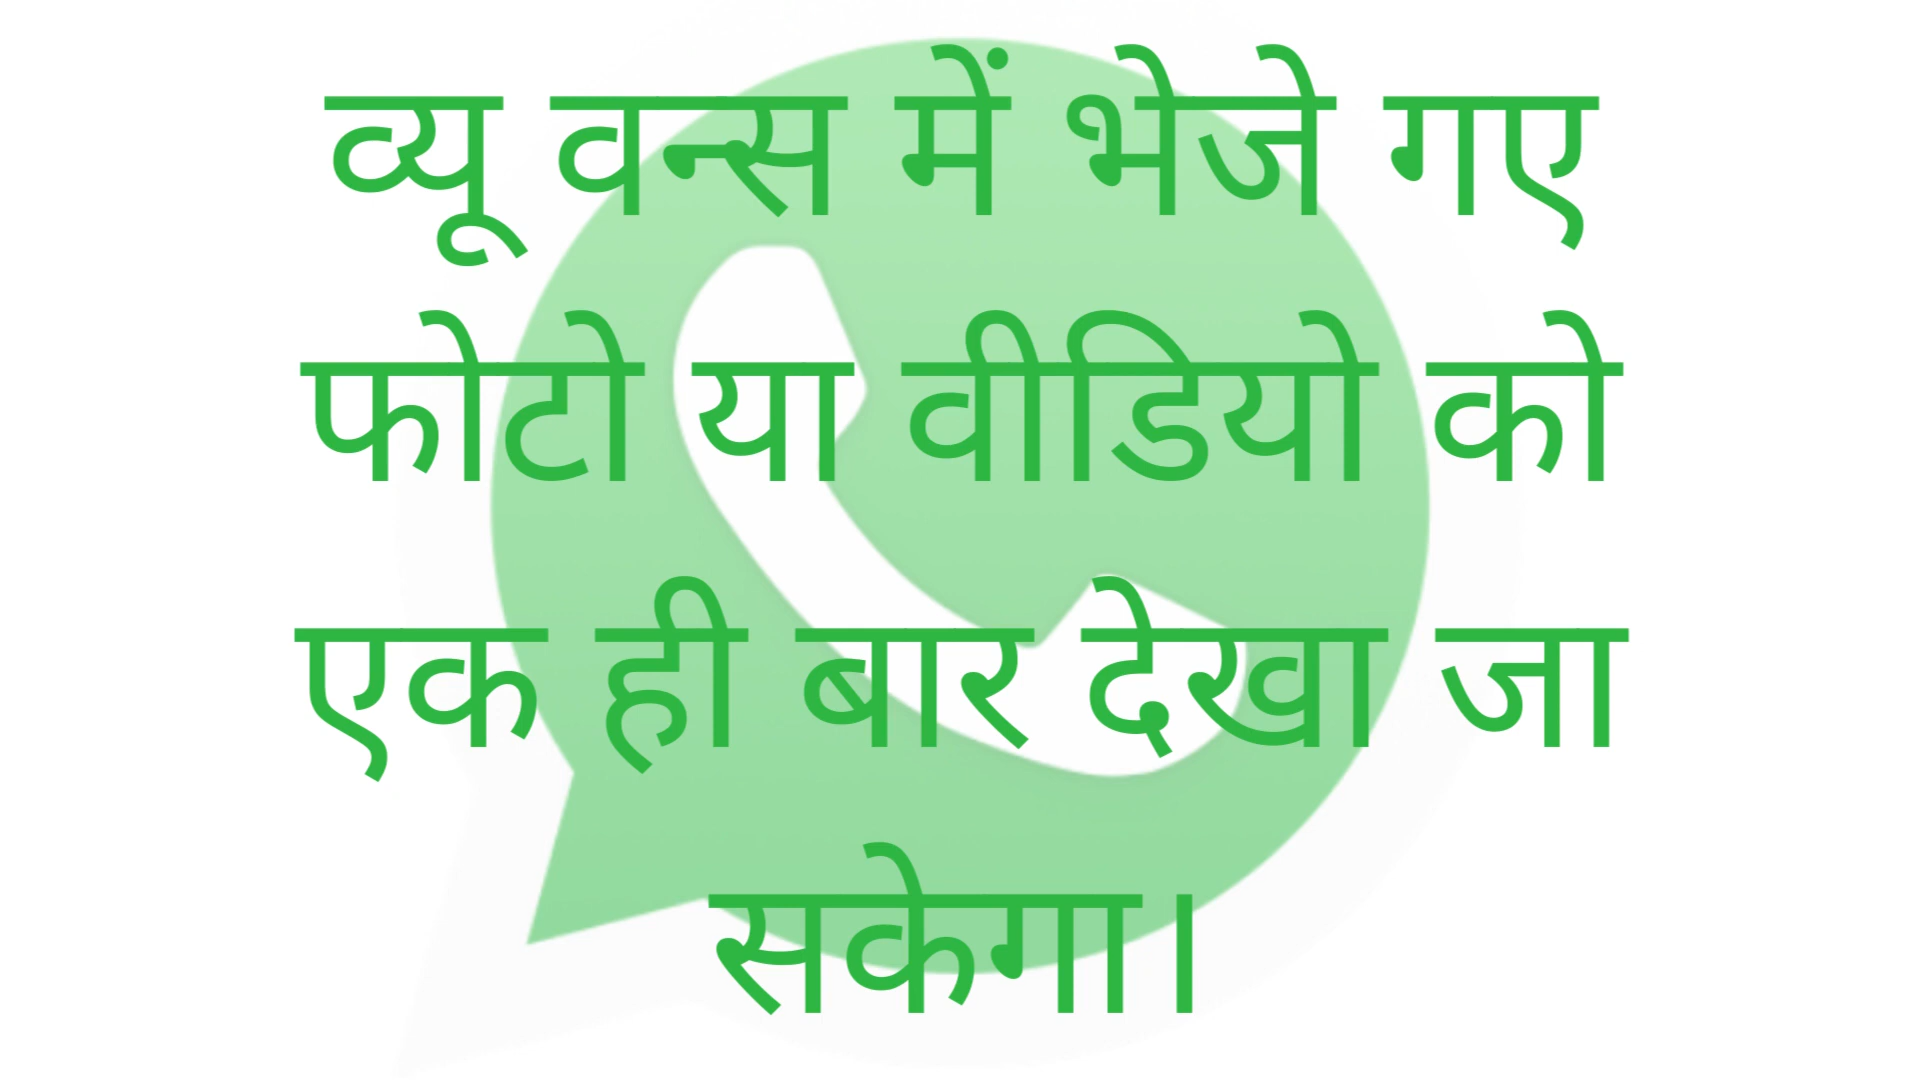 व्यू वन्स में भेजे गए
फोटो या वीडियो को
एक ही बार देखा जा
सकेगा।